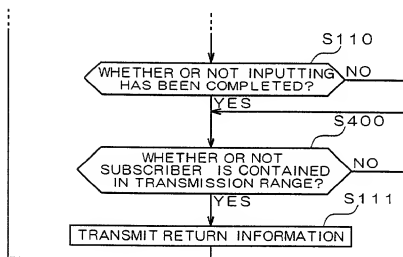 S110
WHETHER OR NOT INPUTTING
HAS BEEN COMPLETED?
NO
YES
S400
WHETHER OR NOT
SUBSCRIBER IS CONTAINED
IN TRANSMISSION RANGE?
NO
YES
S111
TRANSMIT RETURN INFORMATION